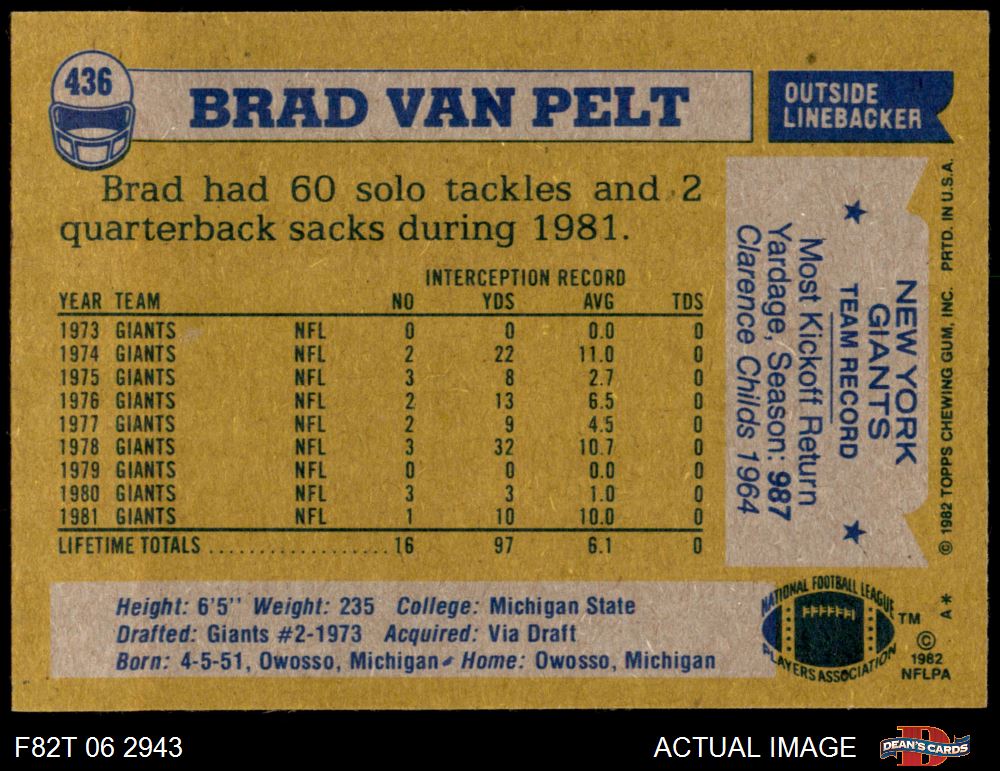 436
BRAD VAN PELT
OUTSIDE
LINEBACKER
Brad had 60 solo tackles and 2
quarterback sacks during 1981.
INTERCEPTION RECORD
YEAR TEAM NO YDS AVG TDS
1973 GIANTS NFL 0 0 0.0 0
1974 GIANTS NFL 2 22 11.0 0
1975 GIANTS NFL 3 8 2.7 0
1976 GIANTS NFL 2 13 6.5 0
1977 GIANTS NFL 2 9 4.5 0
1978 GIANTS NFL 3 32 10.7 0
1979 GIANTS NFL 0 0 0.0 0
1980 GIANTS NFL 3 3 1.0 0
1981 GIANTS NFL 1 10 10.0 0
LIFETIME TOTALS .................. 16 97 6.1 0
NEW YORK
GIANTS
★ TEAM RECORD ★
Most Kickoff Return
Yardage, Season: 987
Clarence Childs 1964
© 1982 TOPPS CHEWING GUM, INC. PRTD. IN U.S.A.
A*
Height: 6'5" Weight: 235 College: Michigan State
Drafted: Giants #2-1973 Acquired: Via Draft
Born: 4-5-51, Owosso, Michigan Home: Owosso, Michigan
NATIONAL FOOTBALL LEAGUE
PLAYERS ASSOCIATION
TM
©
1982
NFLPA
F82T 06 2943
ACTUAL IMAGE
DEAN'S CARDS